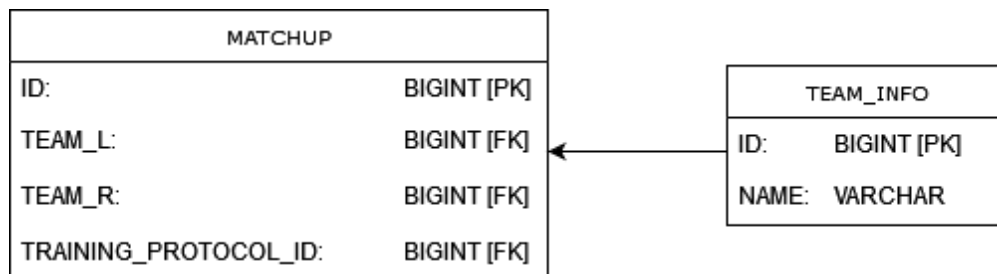 MATCHUP
ID: BIGINT [PK]
TEAM_L: BIGINT [FK]
TEAM_R: BIGINT [FK]
TRAINING_PROTOCOL_ID: BIGINT [FK]
TEAM_INFO
ID: BIGINT [PK]
NAME: VARCHAR